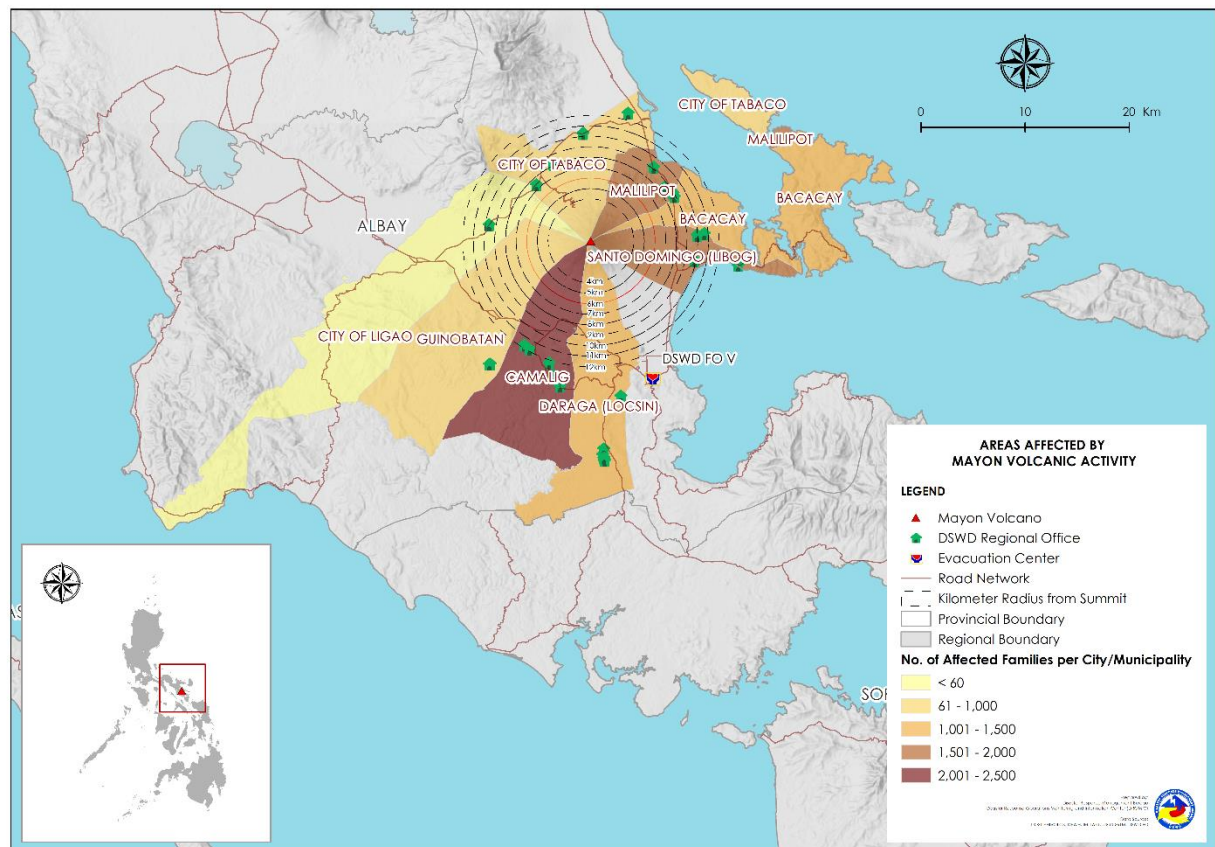 CITY OF TABACO
MALILIPOT
BACACAY
0 10 20 Km
CITY OF TABACO
MALILIPOT
BACACAY
ALBAY
SANTO DOMINGO (LIBOG)
4km
5km
6km
7km
8km
9km
10km
11km
12km
CITY OF LIGAO
GUINOBATAN
DSWD FO V
CAMALIG
DARAGA (LOCSIN)
AREAS AFFECTED BY
MAYON VOLCANIC ACTIVITY
LEGEND
Mayon Volcano
DSWD Regional Office
Evacuation Center
Road Network
Kilometer Radius from Summit
Provincial Boundary
Regional Boundary
No. of Affected Families per City/Municipality
< 60
61 - 1,000
1,001 - 1,500
1,501 - 2,000
2,001 - 2,500
SOR